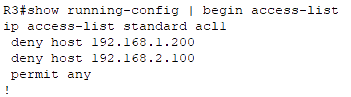 R3#show running-config | begin access-list
ip access-list standard acl1
 deny host 192.168.1.200
 deny host 192.168.2.100
 permit any
!